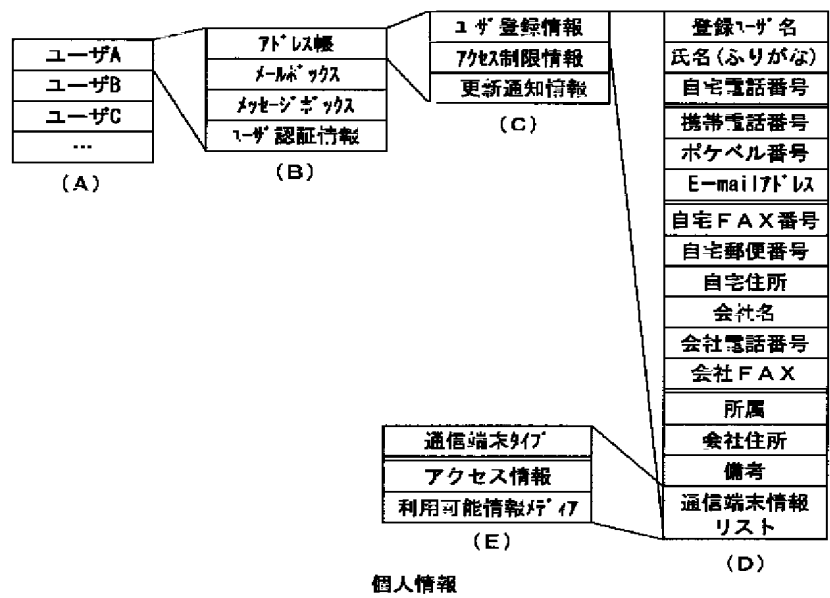 ユーザA
ユーザB
ユーザC
…
(A)
アドレス帳
メールボックス
メッセージボックス
ユーザ認証情報
(B)
ユーザ登録情報
アクセス制限情報
更新通知情報
(C)
登録ユーザ名
氏名(ふりがな)
自宅電話番号
携帯電話番号
ポケベル番号
E-mailアドレス
自宅FAX番号
自宅郵便番号
自宅住所
会社名
会社電話番号
会社FAX
所属
会社住所
備考
通信端末情報
リスト
(D)
通信端末タイプ
アクセス情報
利用可能情報メディア
(E)
個人情報